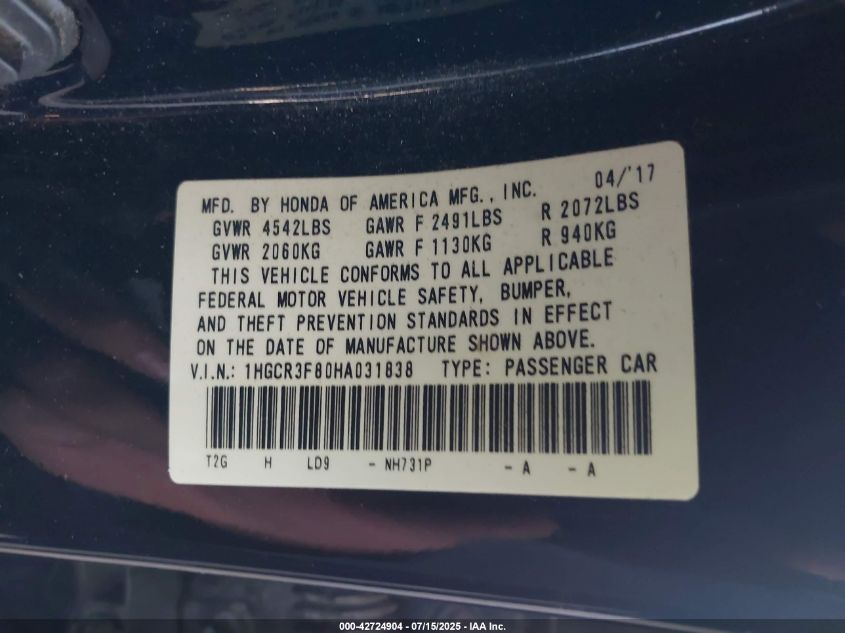 MFD. BY HONDA OF AMERICA MFG., INC. 04/'17
GVWR 4542LBS GAWR F 2491LBS R 2072LBS
GVWR 2060KG GAWR F 1130KG R 940KG
THIS VEHICLE CONFORMS TO ALL APPLICABLE
FEDERAL MOTOR VEHICLE SAFETY, BUMPER,
AND THEFT PREVENTION STANDARDS IN EFFECT
ON THE DATE OF MANUFACTURE SHOWN ABOVE.
V.I.N.: 1HGCR3F80HA031838 TYPE: PASSENGER CAR
T2G H LD9 - NH731P - A - A
000-42724904 - 07/15/2025 - IAA Inc.